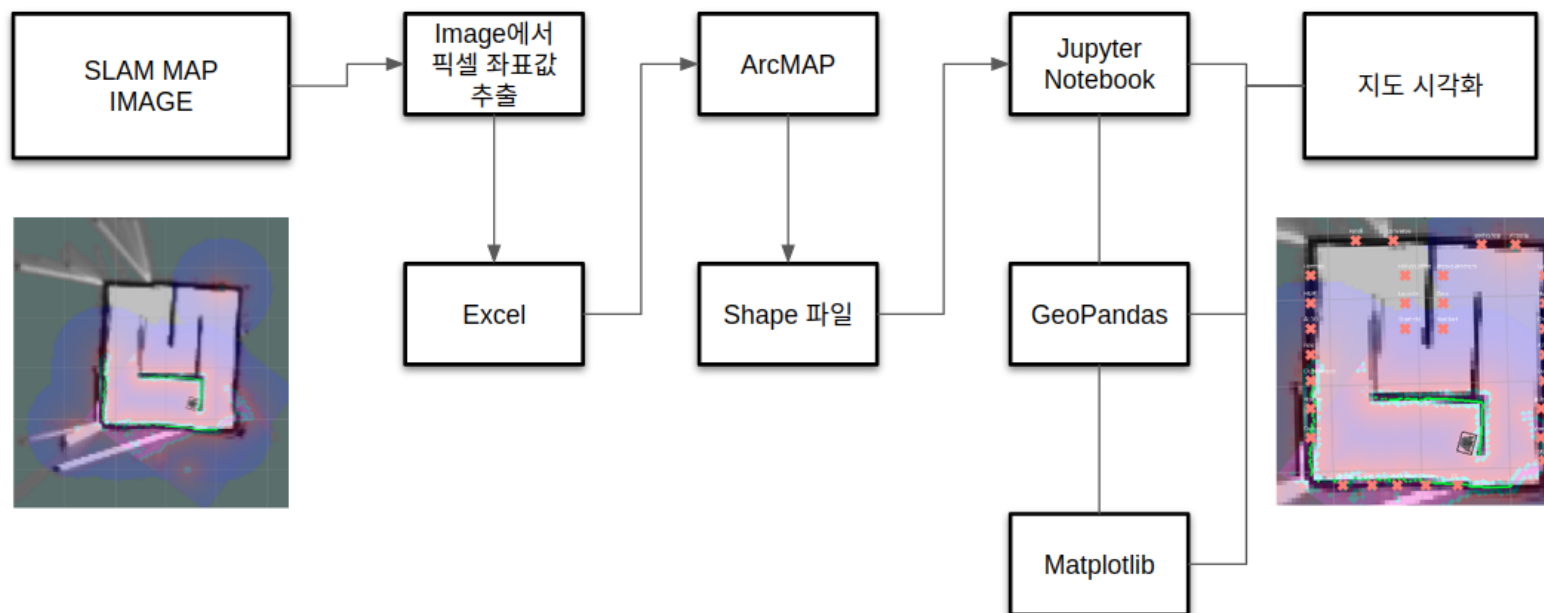 SLAM MAP
IMAGE
Image에서
픽셀 좌표값
추출
ArcMAP
Jupyter
Notebook
지도 시각화
Excel
Shape 파일
GeoPandas
Matplotlib